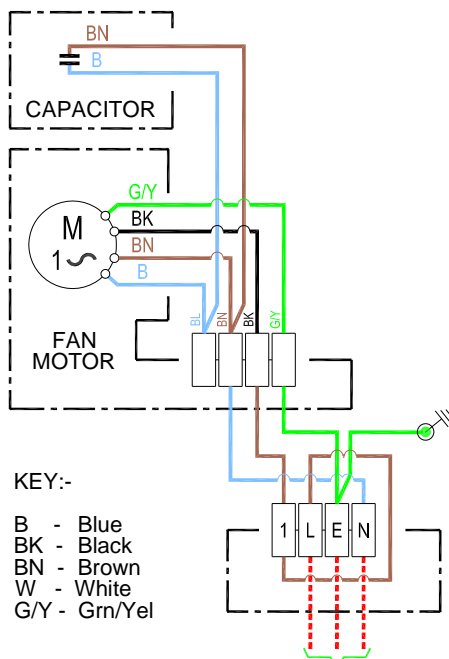 BN
B
CAPACITOR
G/Y
M
1
BK
BN
B
FAN
MOTOR
BL
BN
BK
G/Y
KEY:-
B - Blue
BK - Black
BN - Brown
W - White
G/Y - Grn/Yel
1 L E N